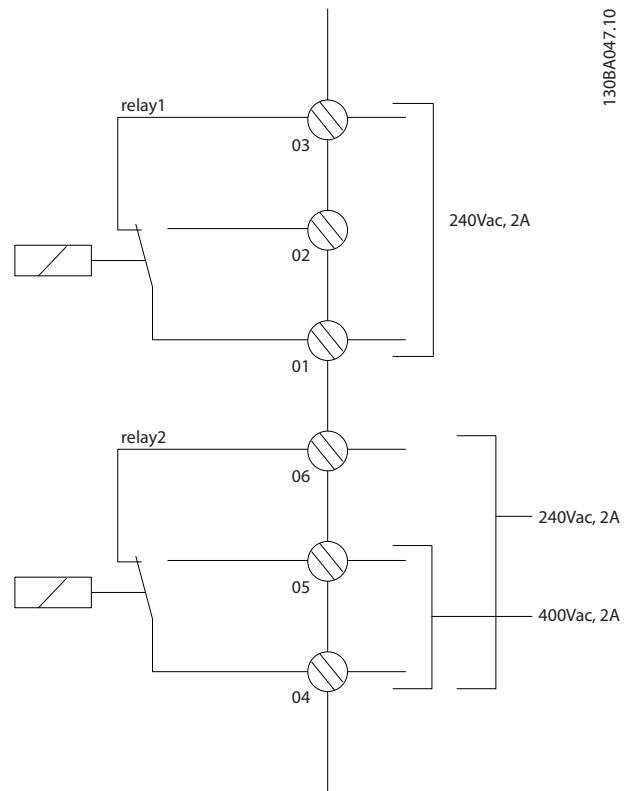 130BA047.10
relay1
03
240Vac, 2A
02
01
relay2
06
240Vac, 2A
05
400Vac, 2A
04